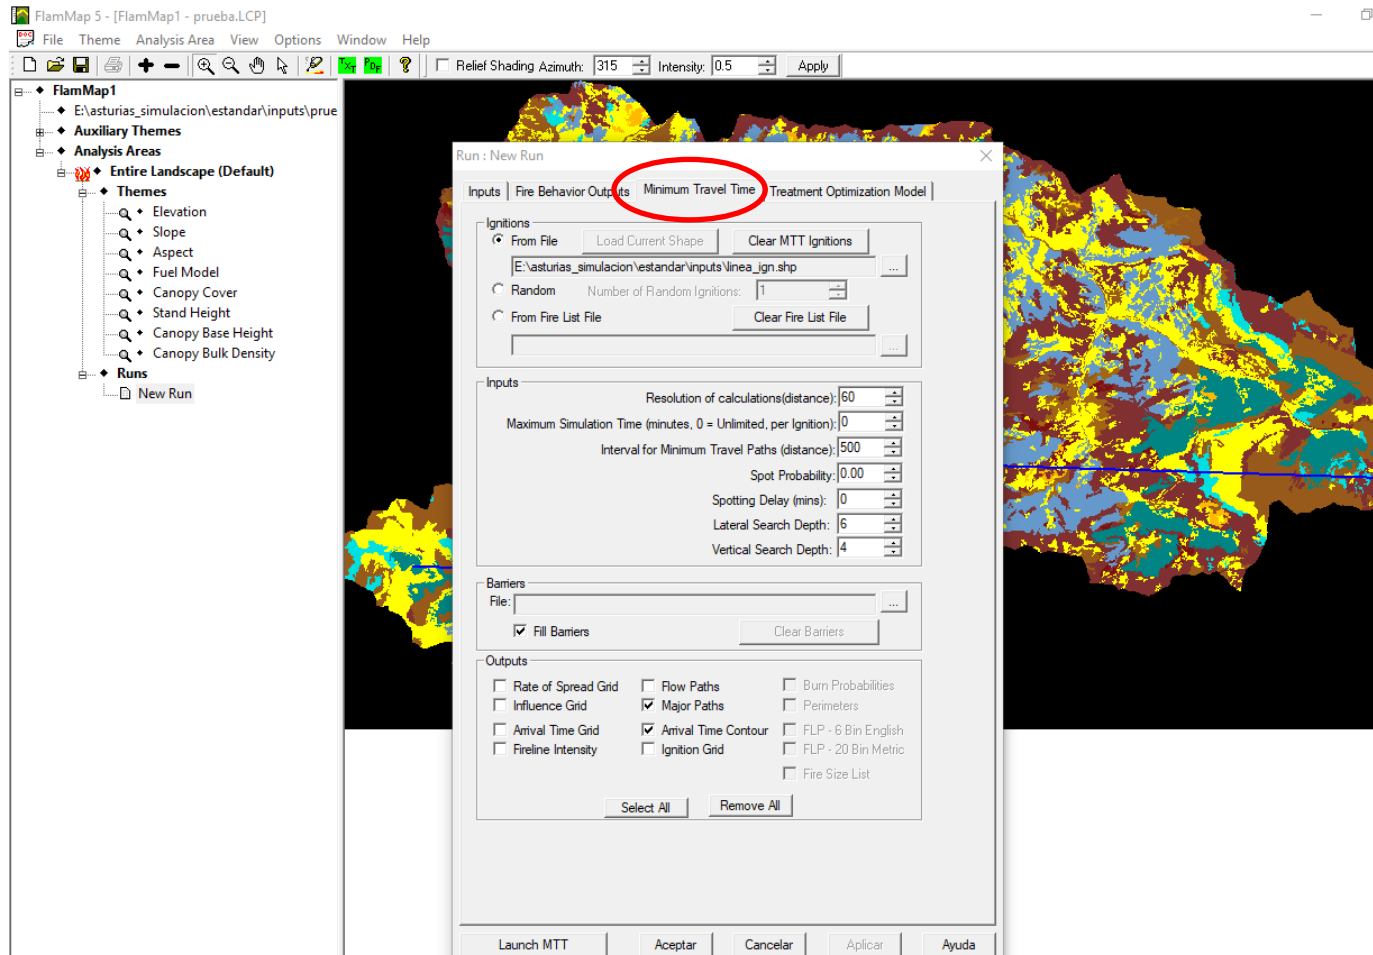 FlamMap 5 - [FlamMap1 - prueba.LCP]
File Theme Analysis Area View Options Window Help
Relief Shading Azimuth: 315 Intensity: 0.5 Apply
FlamMap1
E:\asturias_simulacion\estandar\inputs\prue
Auxiliary Themes
Analysis Areas
Entire Landscape (Default)
Themes
Elevation
Slope
Aspect
Fuel Model
Canopy Cover
Stand Height
Canopy Base Height
Canopy Bulk Density
Runs
New Run
Run : New Run
Inputs Fire Behavior Outputs Minimum Travel Time Treatment Optimization Model
Ignitions
From File Load Current Shape Clear MTT Ignitions
E:\asturias_simulacion\estandar\inputs\linea_ign.shp ...
Random Number of Random Ignitions: 1
From Fire List File Clear Fire List File
...
Inputs
Resolution of calculations(distance): 60
Maximum Simulation Time (minutes, 0 = Unlimited, per Ignition): 0
Interval for Minimum Travel Paths (distance): 500
Spot Probability: 0.00
Spotting Delay (mins): 0
Lateral Search Depth: 6
Vertical Search Depth: 4
Barriers
File: ...
Fill Barriers Clear Barriers
Outputs
Rate of Spread Grid Flow Paths Burn Probabilities
Influence Grid Major Paths Perimeters
Arrival Time Grid Arrival Time Contour FLP - 6 Bin English
Fireline Intensity Ignition Grid FLP - 20 Bin Metric
Fire Size List
Select All Remove All
Launch MTT Aceptar Cancelar Aplicar Ayuda